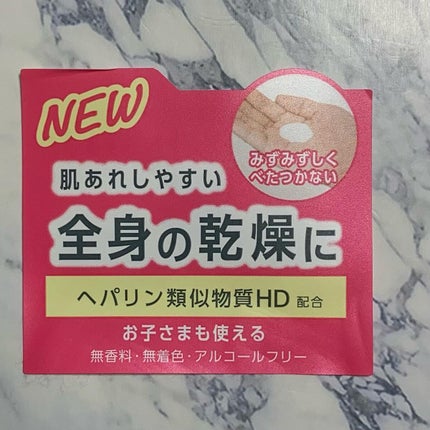 NEW
みずみずしく
べたつかない
肌あれしやすい
全身の乾燥に
ヘパリン類似物質HD 配合
お子さまも使える
無香料・無着色・アルコールフリー